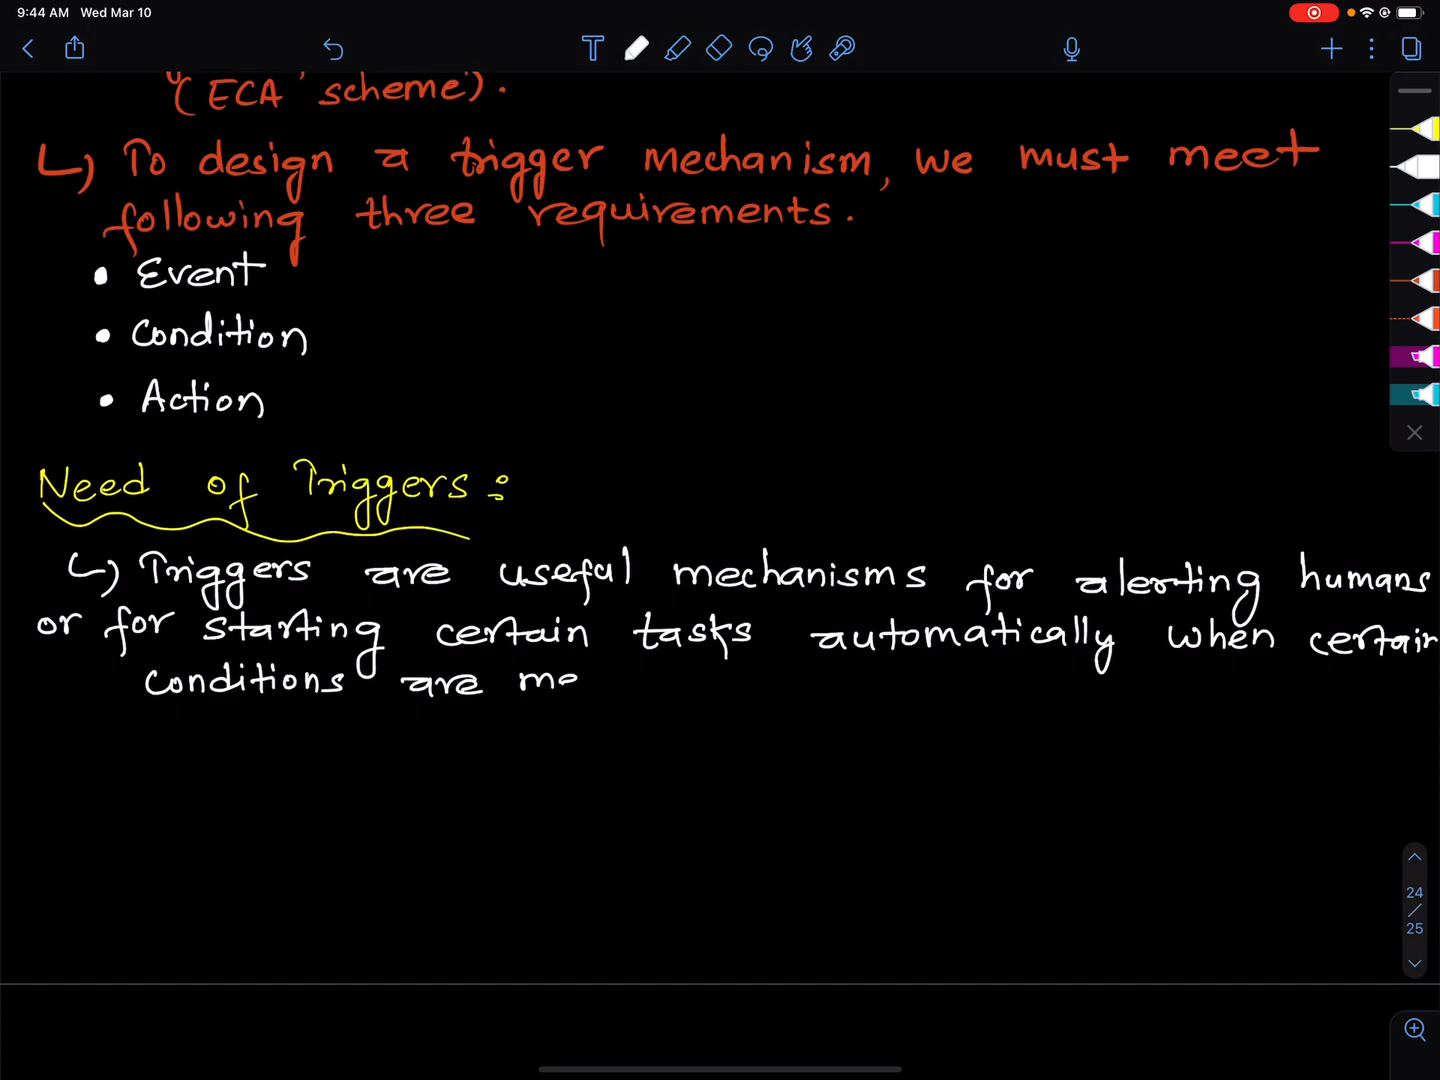 9:44 AM Wed Mar 10
(ECA' scheme).
↳ To design a trigger mechanism, we must meet
following three requirements.
• Event
• Condition
• Action
Need of Triggers:
↳ Triggers are useful mechanisms for alerting humans
or for starting certain tasks automatically when certain
conditions are me
24
/
25